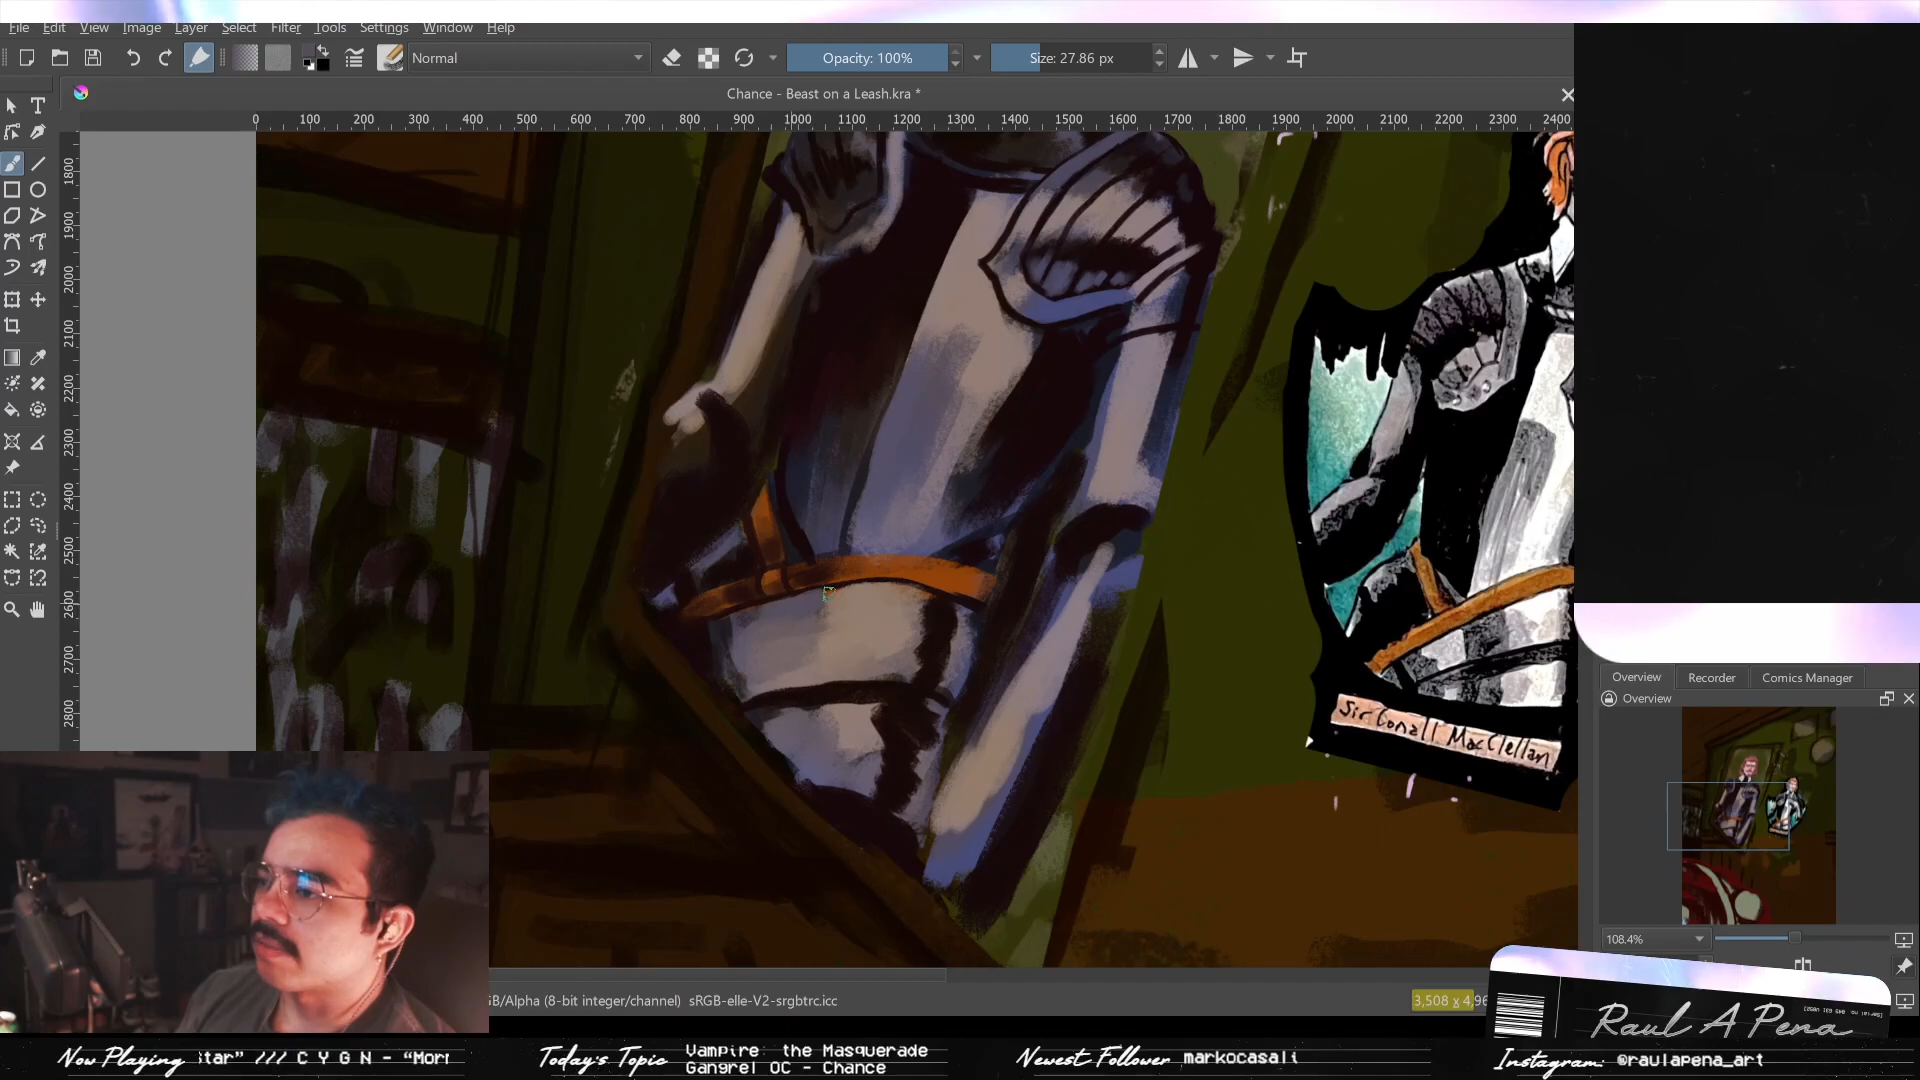 File Edit View Image Layer Select Filter Tools Settings Window Help
Normal
Opacity: 100%
Size: 27.86 px
Chance - Beast on a Leash.kra *
0 100 200 300 400 500 600 700 800 900 1000 1100 1200 1300 1400 1500 1600 1700 1800 1900 2000 2100 2200 2300 2400
1800 1900 2000 2100 2200 2300 2400 2500 2600 2700 2800
Sir Conall MacClellan
Overview Recorder Comics Manager
Overview
108.4%
GB/Alpha (8-bit integer/channel) sRGB-elle-V2-srgbtrc.icc
3,508 x 4,96
Raul A Pena
Now Playing tar" /// C Y G N - "Morr
Today's Topic Vampire: the Masquerade
Gangrel OC - Chance
Newest Follower markocasali
Instagram: @raulapena_art